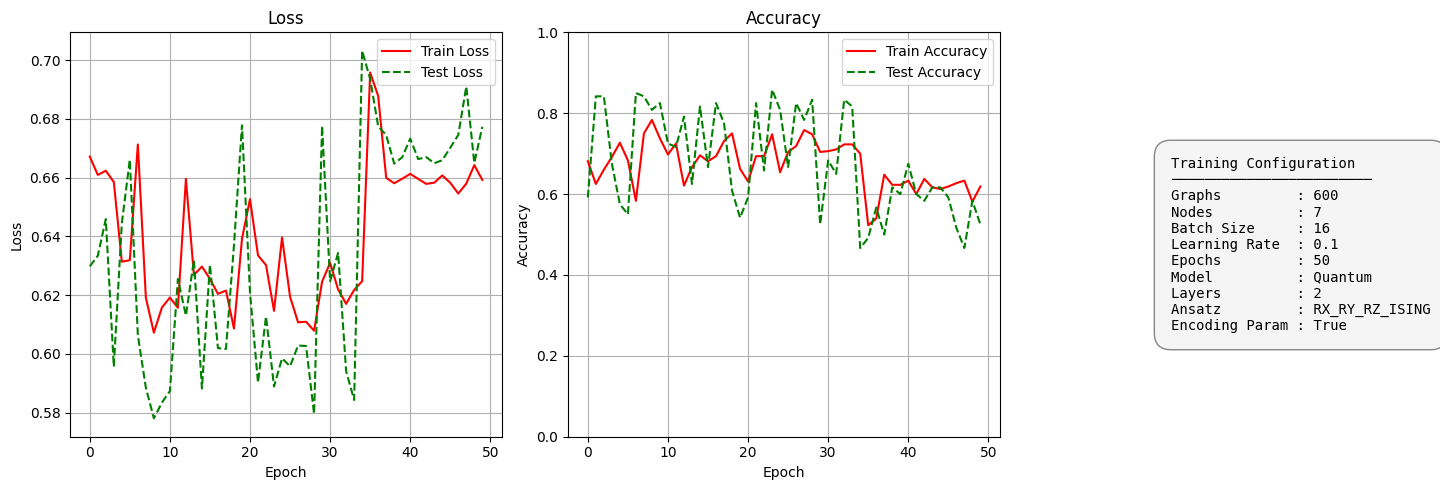 Loss
Train Loss
Test Loss
0.70
0.68
0.66
0.64
0.62
0.60
0.58
Loss
0
10
20
30
40
50
Epoch
Accuracy
Train Accuracy
Test Accuracy
1.0
0.8
0.6
0.4
0.2
0.0
Accuracy
0
10
20
30
40
50
Epoch
Training Configuration
Graphs : 600
Nodes : 7
Batch Size : 16
Learning Rate : 0.1
Epochs : 50
Model : Quantum
Layers : 2
Ansatz : RX_RY_RZ_ISING
Encoding Param : True